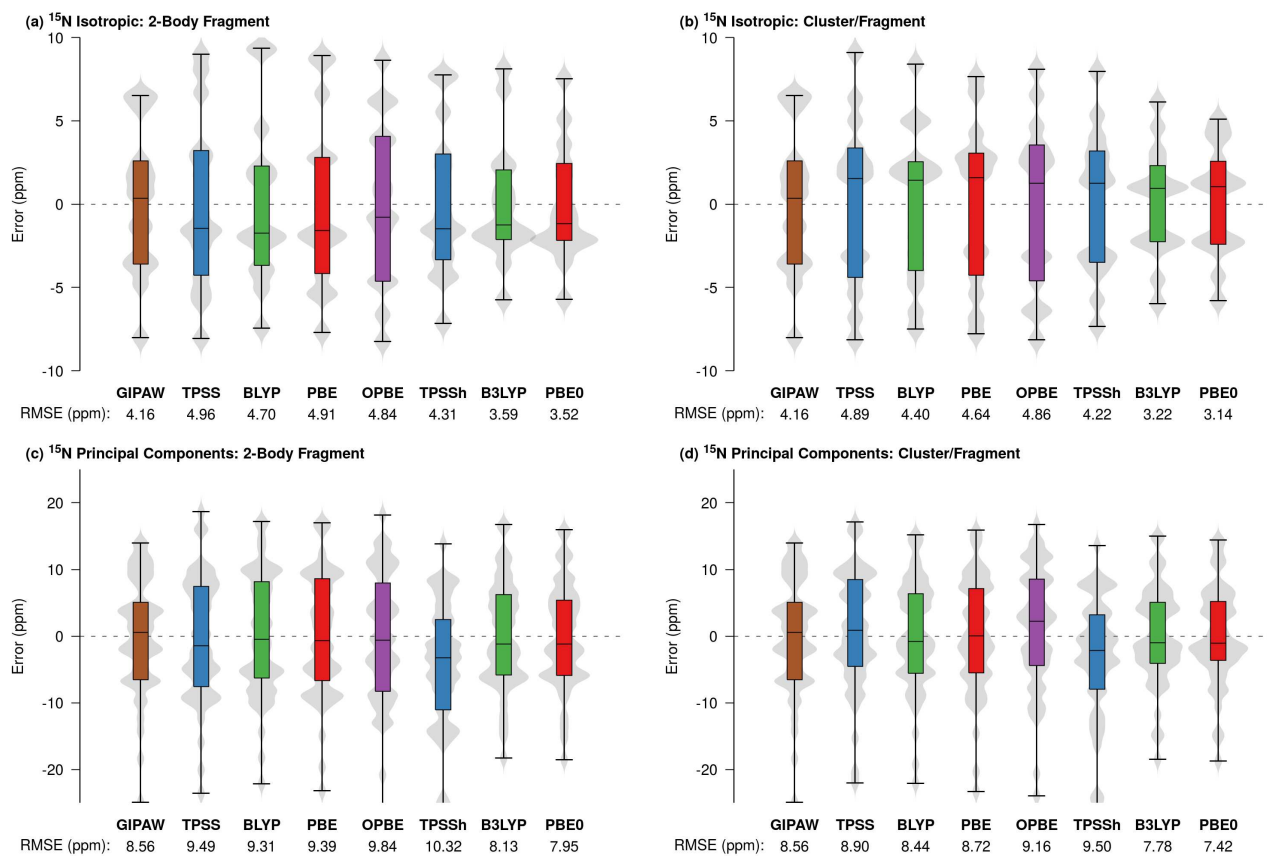 (a) ¹⁵N Isotropic: 2-Body Fragment
10
5
0
-5
-10
Error (ppm)
GIPAW TPSS BLYP PBE OPBE TPSSh B3LYP PBE0
RMSE (ppm): 4.16 4.96 4.70 4.91 4.84 4.31 3.59 3.52
(b) ¹⁵N Isotropic: Cluster/Fragment
10
5
0
-5
-10
Error (ppm)
GIPAW TPSS BLYP PBE OPBE TPSSh B3LYP PBE0
RMSE (ppm): 4.16 4.89 4.40 4.64 4.86 4.22 3.22 3.14
(c) ¹⁵N Principal Components: 2-Body Fragment
20
10
0
-10
-20
Error (ppm)
GIPAW TPSS BLYP PBE OPBE TPSSh B3LYP PBE0
RMSE (ppm): 8.56 9.49 9.31 9.39 9.84 10.32 8.13 7.95
(d) ¹⁵N Principal Components: Cluster/Fragment
20
10
0
-10
-20
Error (ppm)
GIPAW TPSS BLYP PBE OPBE TPSSh B3LYP PBE0
RMSE (ppm): 8.56 8.90 8.44 8.72 9.16 9.50 7.78 7.42